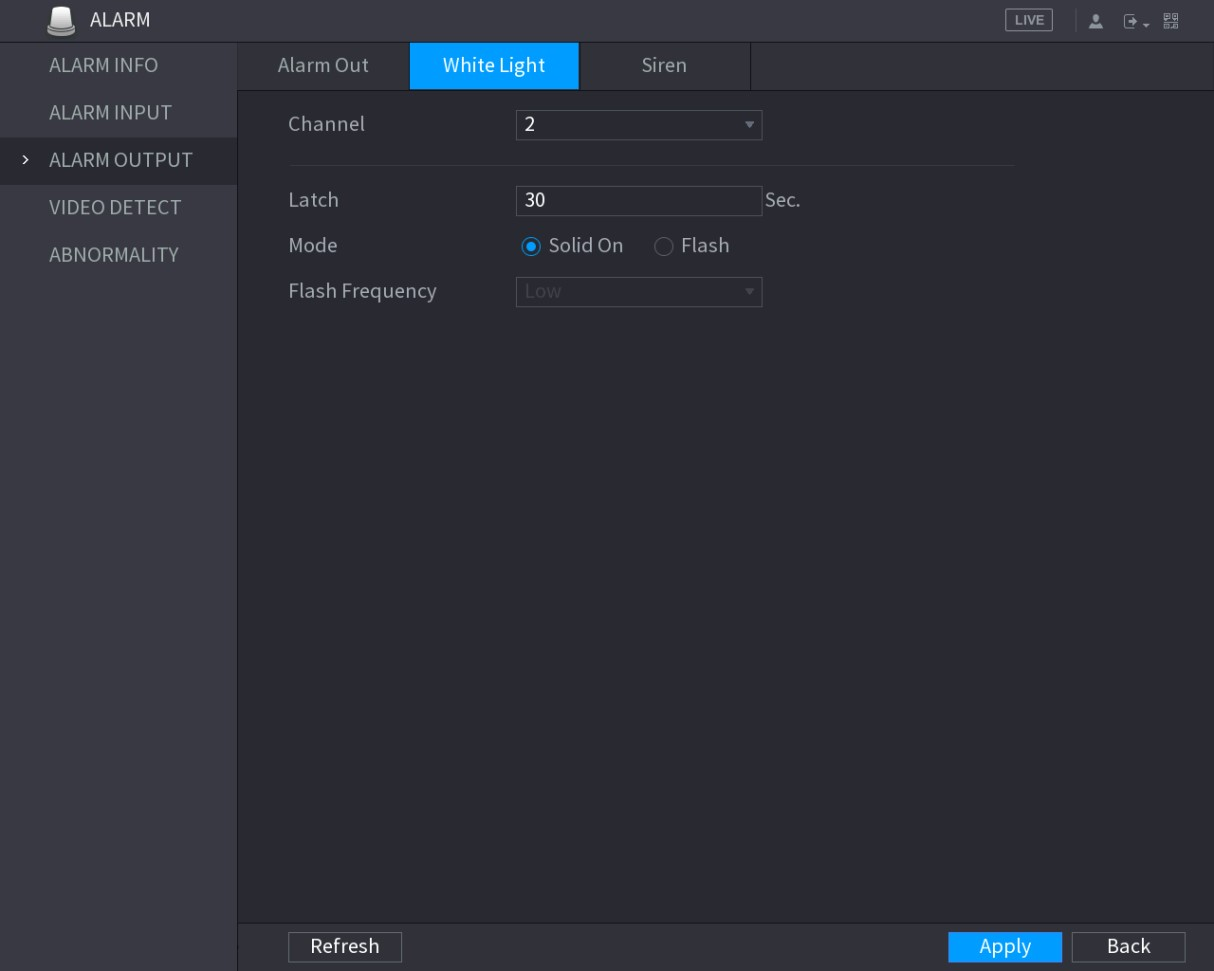 ALARM
LIVE
ALARM INFO
ALARM INPUT
ALARM OUTPUT
VIDEO DETECT
ABNORMALITY
Alarm Out White Light Siren
Channel 2
Latch 30 Sec.
Mode Solid On Flash
Flash Frequency Low
Refresh Apply Back